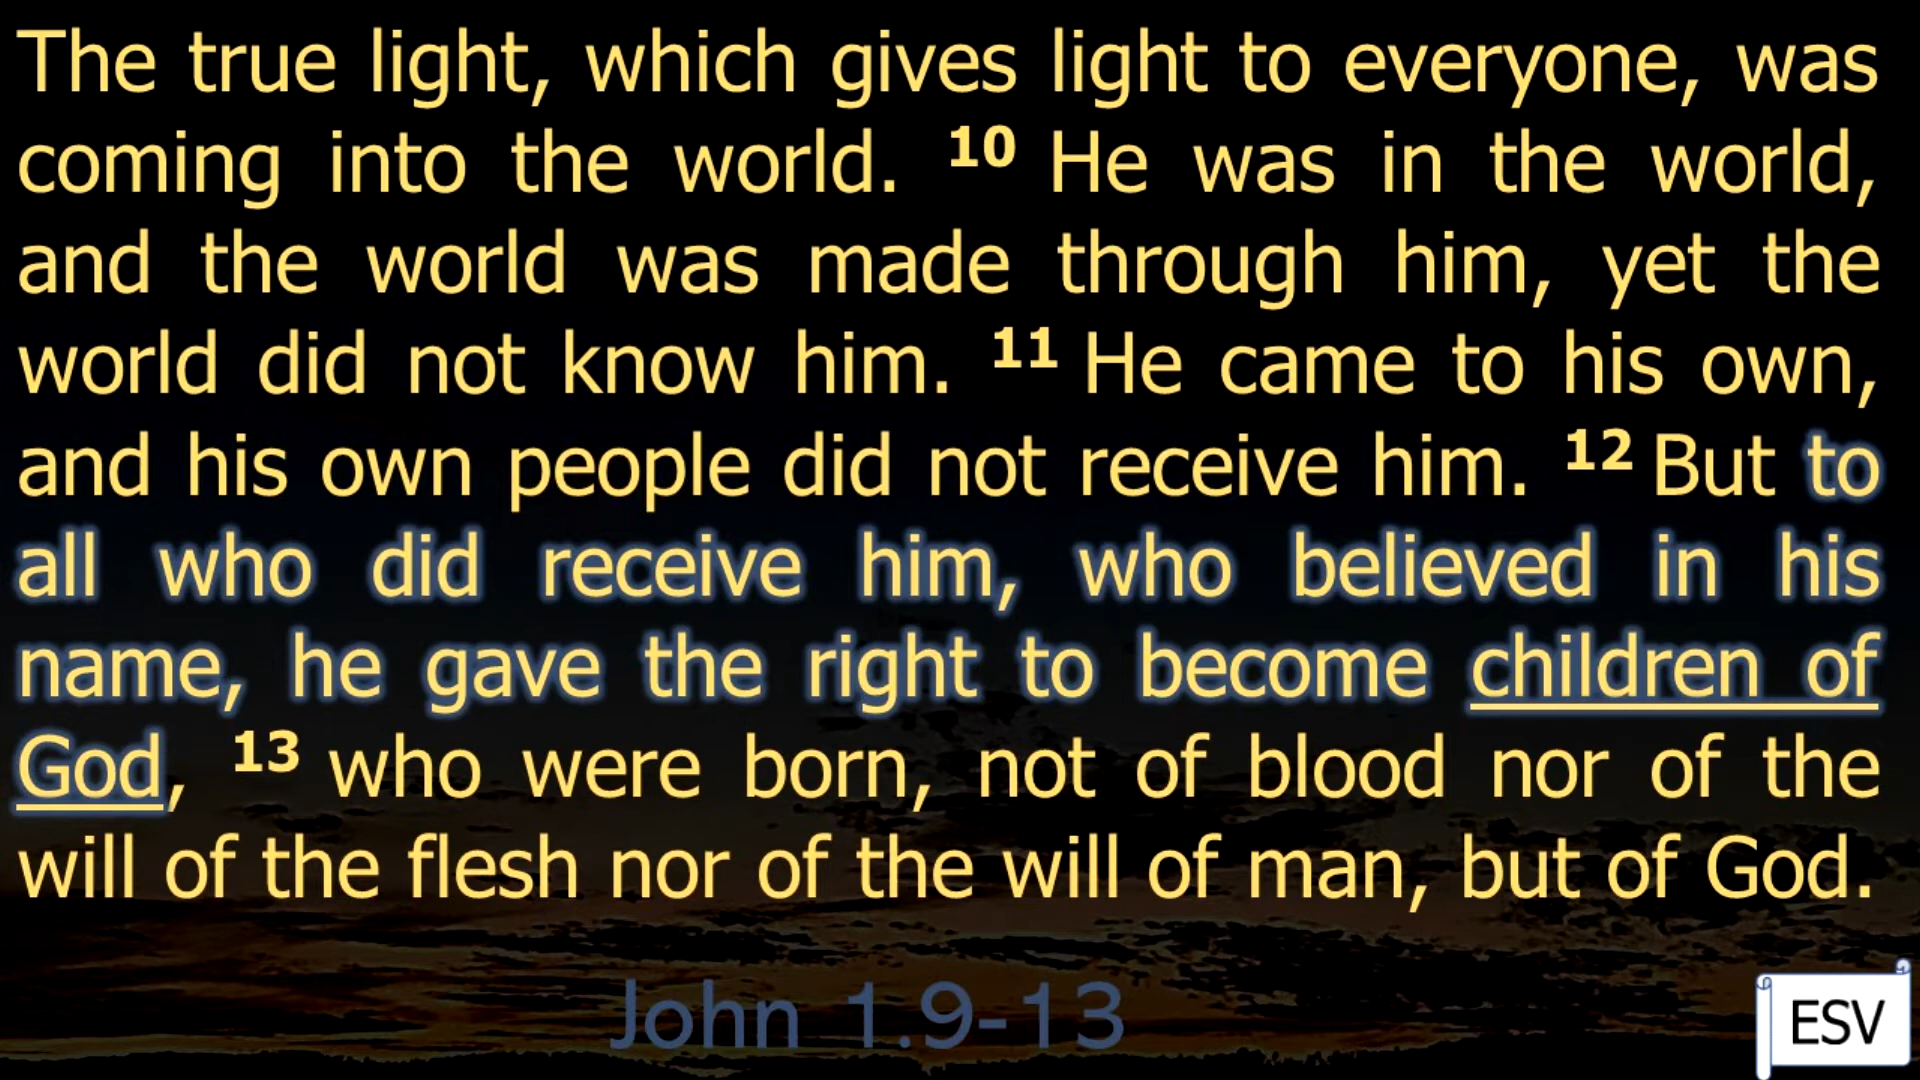 The true light, which gives light to everyone, was
coming into the world. 10 He was in the world,
and the world was made through him, yet the
world did not know him. 11 He came to his own,
and his own people did not receive him. 12 But to
all who did receive him, who believed in his
name, he gave the right to become children of
God, 13 who were born, not of blood nor of the
will of the flesh nor of the will of man, but of God.
John 1.9-13
ESV